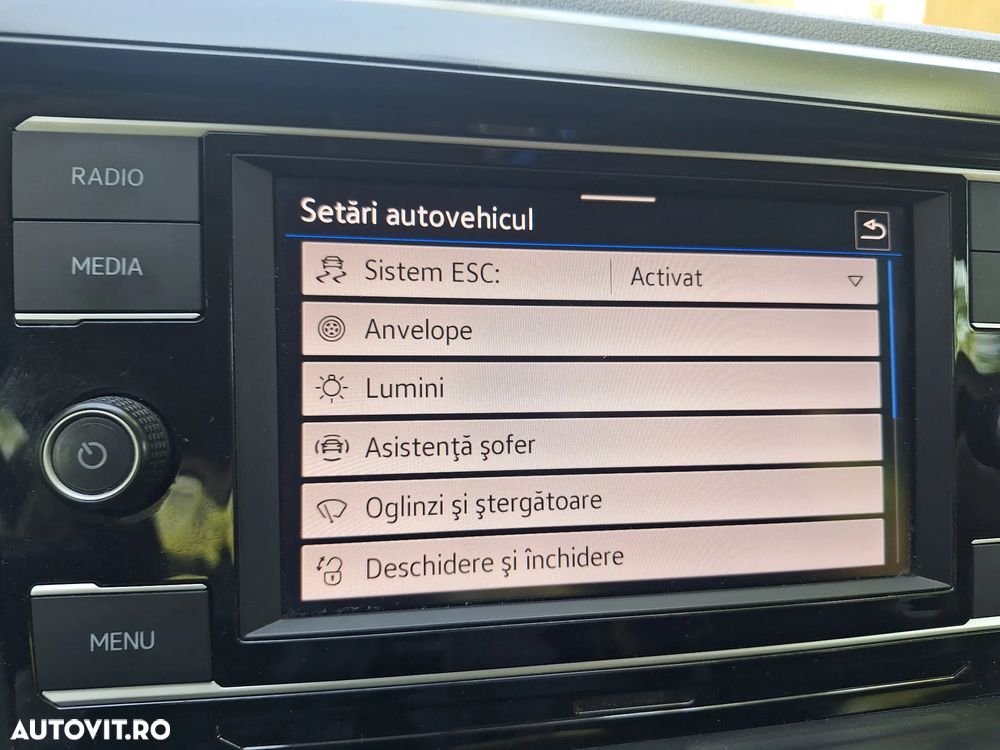 RADIO
MEDIA
MENU
Setări autovehicul
Sistem ESC: Activat
Anvelope
Lumini
Asistenţă şofer
Oglinzi şi ştergătoare
Deschidere şi închidere
AUTOVIT.RO